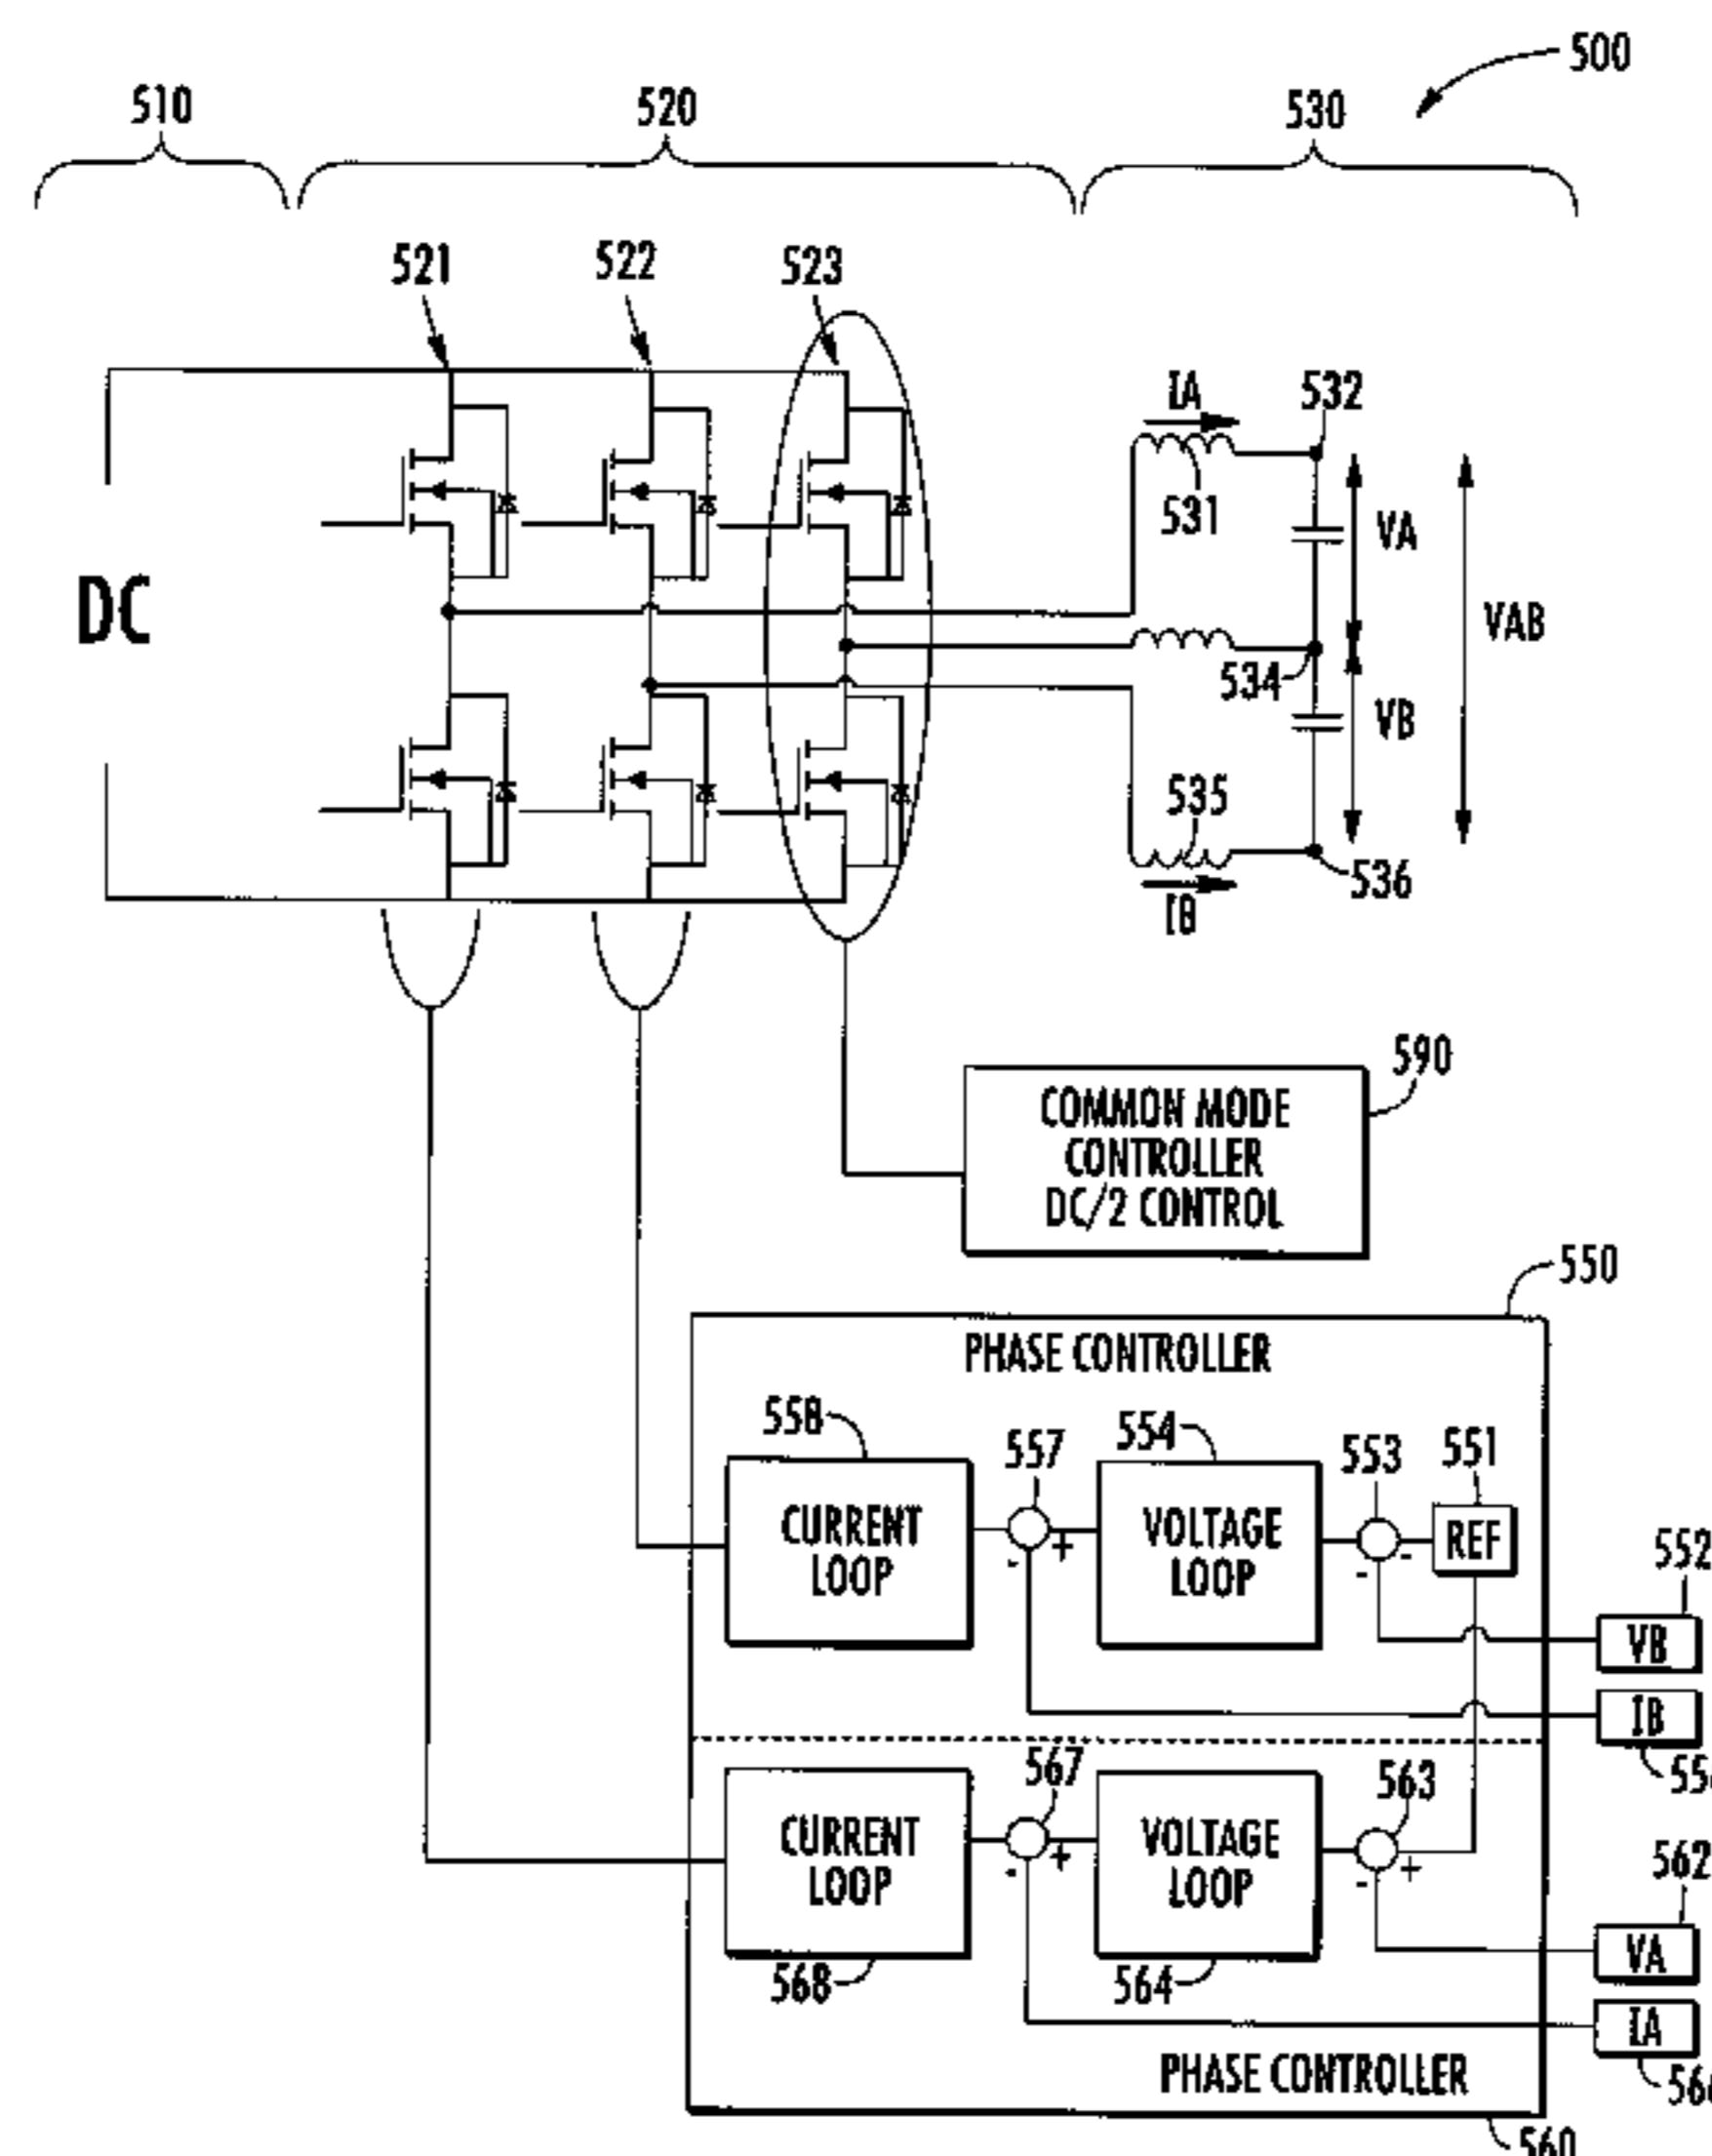 500
510
520
530
521
522
523
IA
532
531
VA
DC
VAB
534
VB
535
536
IB
590
COMMON MODE
CONTROLLER
DC/2 CONTROL
550
PHASE CONTROLLER
558
557
554
553
551
CURRENT
LOOP
- +
VOLTAGE
LOOP
- -
REF
552
VB
IB
567
563
CURRENT
LOOP
- +
VOLTAGE
LOOP
- +
562
VA
568
564
IA
PHASE CONTROLLER
560